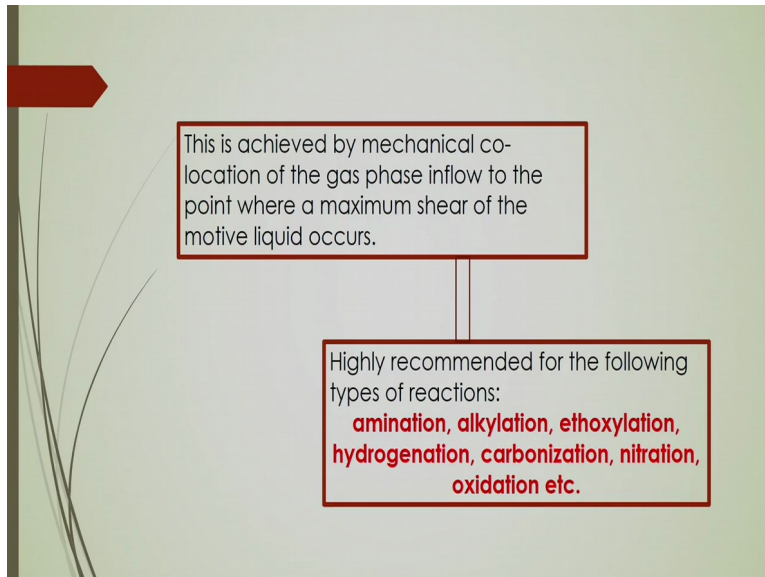 This is achieved by mechanical co-
location of the gas phase inflow to the
point where a maximum shear of the
motive liquid occurs.
Highly recommended for the following
types of reactions:
amination, alkylation, ethoxylation,
hydrogenation, carbonization, nitration,
oxidation etc.